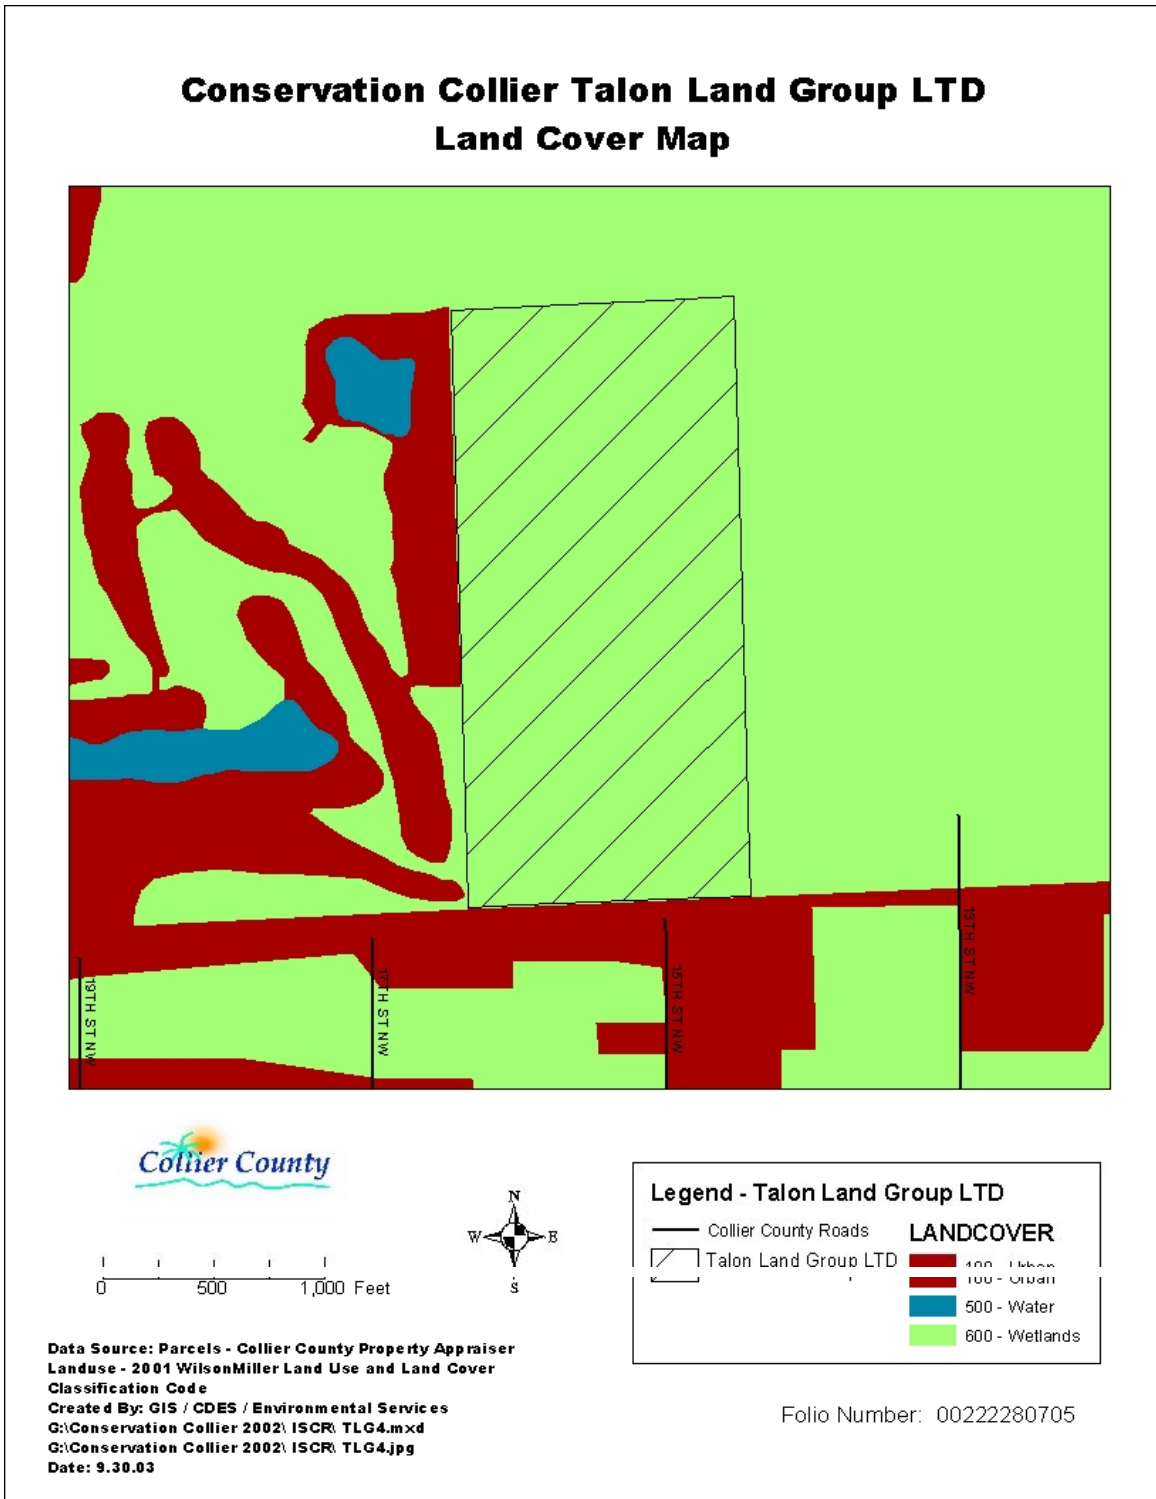 Conservation Collier Talon Land Group LTD
Land Cover Map
19TH ST NW
17TH ST NW
15TH ST NW
13TH ST NW
Collier County
N
W E
S
0 500 1,000 Feet
Legend - Talon Land Group LTD
Collier County Roads
Talon Land Group LTD
LANDCOVER
100 - Urban
500 - Water
600 - Wetlands
Data Source: Parcels - Collier County Property Appraiser
Landuse - 2001 WilsonMiller Land Use and Land Cover
Classification Code
Created By: GIS / CDES / Environmental Services
G:\Conservation Collier 2002\ ISCR\ TLG4.mxd
G:\Conservation Collier 2002\ ISCR\ TLG4.jpg
Date: 9.30.03
Folio Number: 00222280705